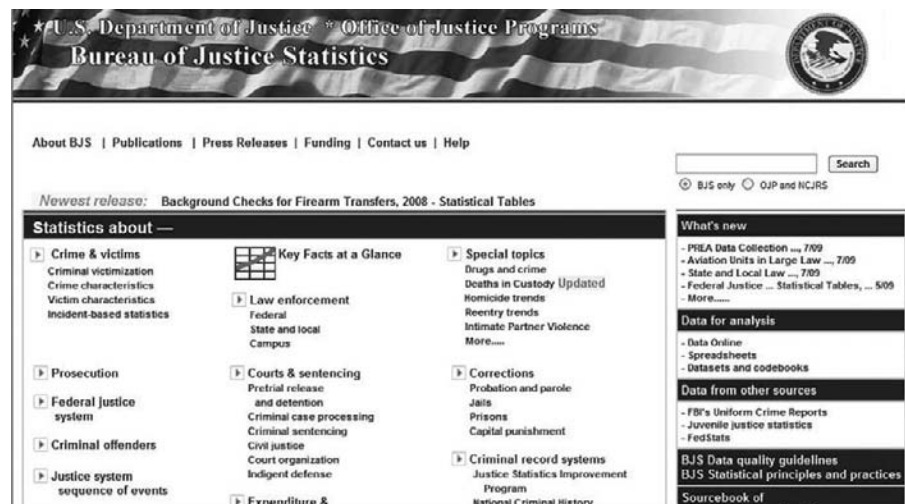 U.S. Department of Justice * Office of Justice Programs
Bureau of Justice Statistics
About BJS | Publications | Press Releases | Funding | Contact us | Help
Search
BJS only OJP and NCJRS
Newest release: Background Checks for Firearm Transfers, 2008 - Statistical Tables
Statistics about —
Crime & victims
Criminal victimization
Crime characteristics
Victim characteristics
Incident-based statistics
Prosecution
Federal justice
system
Criminal offenders
Justice system
sequence of events
Key Facts at a Glance
Law enforcement
Federal
State and local
Campus
Courts & sentencing
Pretrial release
and detention
Criminal case processing
Criminal sentencing
Civil justice
Court organization
Indigent defense
Expenditure &
Special topics
Drugs and crime
Deaths in Custody Updated
Homicide trends
Reentry trends
Intimate Partner Violence
More.....
Corrections
Probation and parole
Jails
Prisons
Capital punishment
Criminal record systems
Justice Statistics Improvement
Program
National Criminal History
What's new
- PREA Data Collection ..., 7/09
- Aviation Units in Large Law ..., 7/09
- State and Local Law ..., 7/09
- Federal Justice ... Statistical Tables, ... 5/09
- More......
Data for analysis
- Data Online
- Spreadsheets
- Datasets and codebooks
Data from other sources
- FBI's Uniform Crime Reports
- Juvenile justice statistics
- FedStats
BJS Data quality guidelines
BJS Statistical principles and practices
Sourcebook of